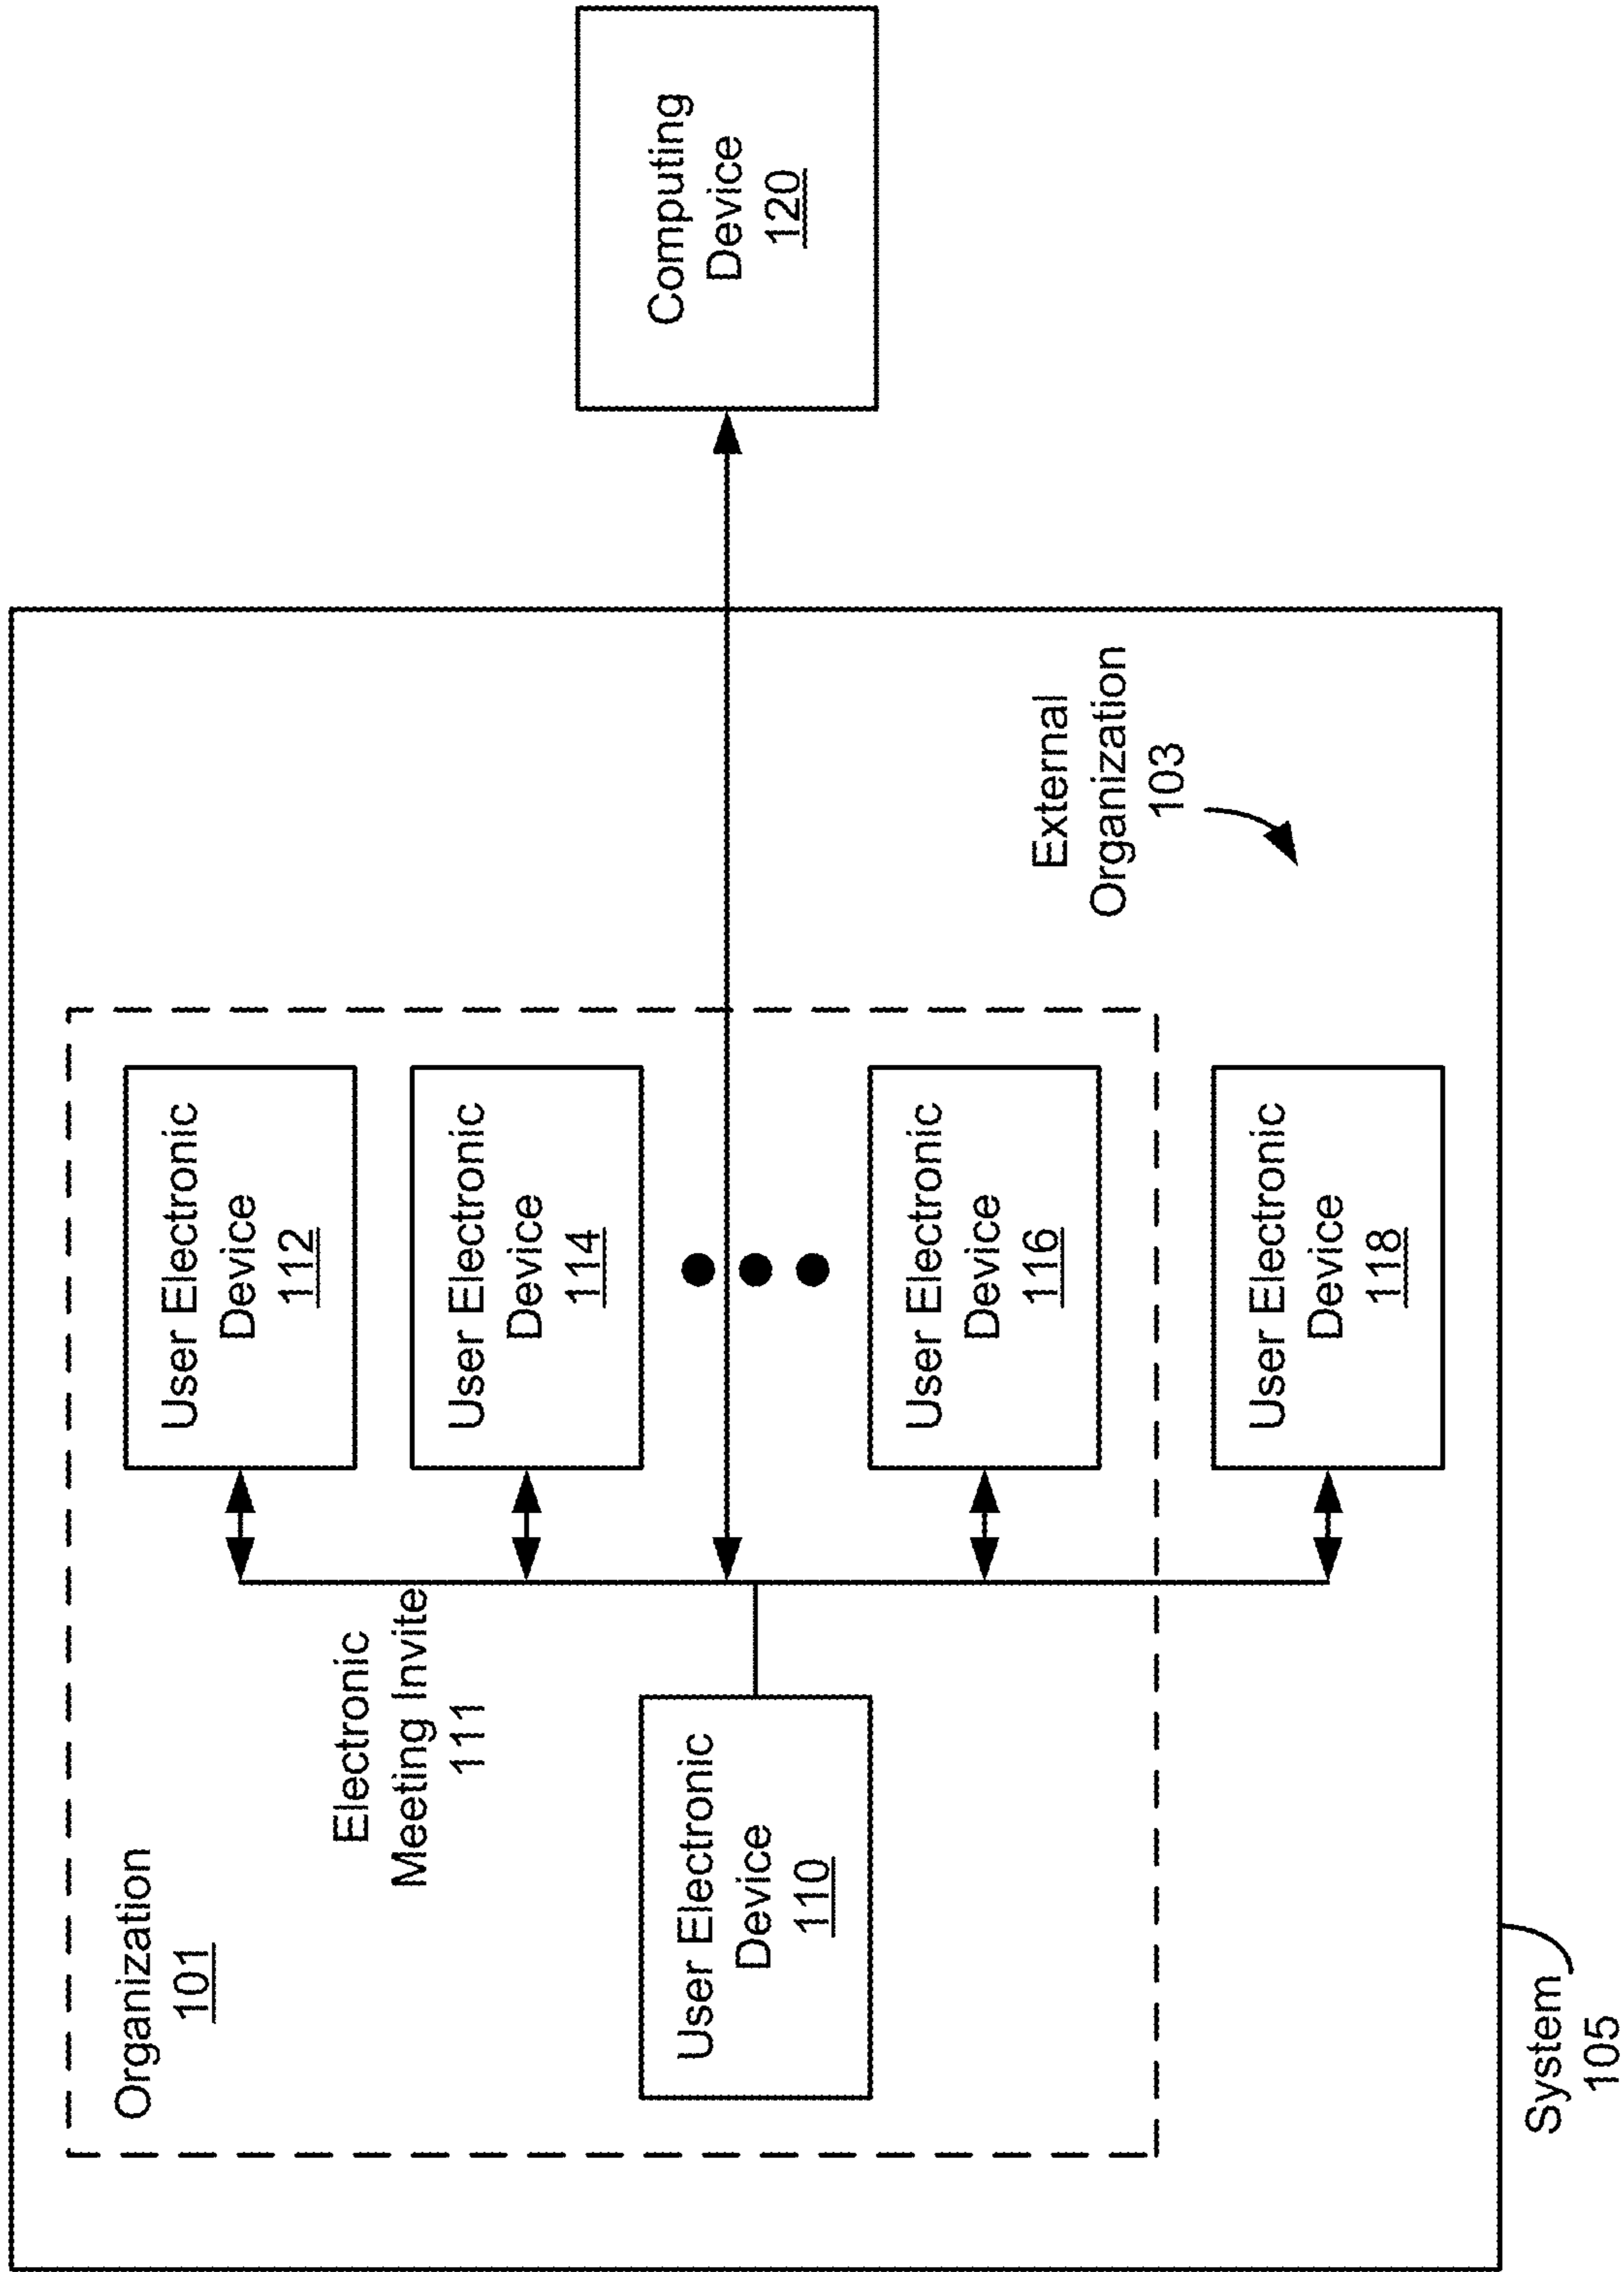 Organization
101
Electronic
Meeting Invite
111
User Electronic
Device
110
User Electronic
Device
112
User Electronic
Device
114
User Electronic
Device
116
User Electronic
Device
118
External
Organization
103
Computing
Device
120
System
105